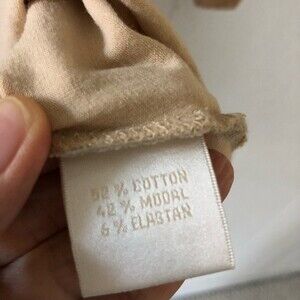 52 % COTTON
42 % MODAL
6 % ELASTAN